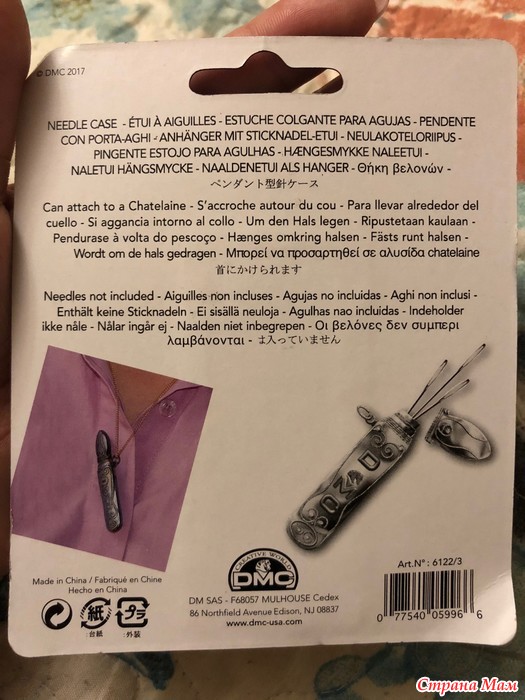 © DMC 2017
NEEDLE CASE - ÉTUI À AIGUILLES - ESTUCHE COLGANTE PARA AGUJAS - PENDENTE
CON PORTA-AGHI - ANHÄNGER MIT STICKNADEL-ETUI - NEULAKOTELORIIPUS -
PINGENTE ESTOJO PARA AGULHAS - HÆNGESMYKKE NALEETUI -
NALETUI HÄNGSMYCKE - NAALDENETUI ALS HANGER - Θήκη βελονών -
ペンダント型針ケース
Can attach to a Chatelaine - S'accroche autour du cou - Para llevar alrededor del
cuello - Si aggancia intorno al collo - Um den Hals legen - Ripustetaan kaulaan -
Pendurase à volta do pescoço - Hænges omkring halsen - Fästs runt halsen -
Wordt om de hals gedragen - Μπορεί να προσαρτηθεί σε αλυσίδα chatelaine
首にかけられます
Needles not included - Aiguilles non incluses - Agujas no incluidas - Aghi non inclusi -
Enthält keine Sticknadeln - Ei sisällä neuloja - Agulhas nao incluidas - Indeholder
ikke nåle - Nålar ingår ej - Naalden niet inbegrepen - Οι βελόνες δεν συμπερι
λαμβάνονται - は入っていません
DMC
Made in China / Fabriqué en Chine
Hecho en China
紙
:台紙
プラ
:外装
CREATIVE WORLD
DMC
DM SAS - F68057 MULHOUSE Cedex
86 Northfield Avenue Edison, NJ 08837
www.dmc-usa.com
Art.N° : 6122/3
0 77540 05996 6
Страна Мам